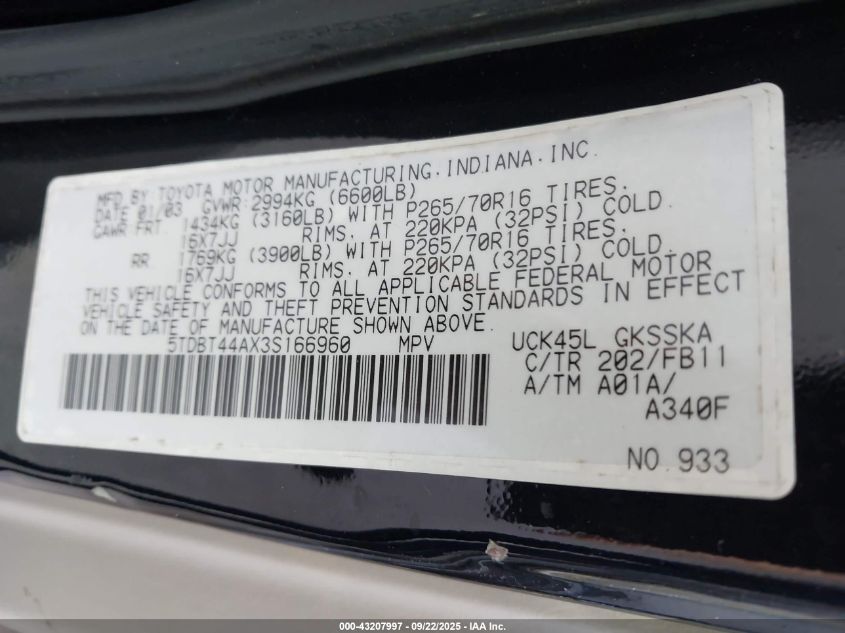 MFD. BY: TOYOTA MOTOR MANUFACTURING, INDIANA, INC.
DATE 01/03 GVWR: 2994KG (6600LB)
GAWR: FRT. 1434KG (3160LB) WITH P265/70R16 TIRES.
16X7JJ RIMS. AT 220KPA (32PSI) COLD.
RR 1769KG (3900LB) WITH P265/70R16 TIRES.
16X7JJ RIMS. AT 220KPA (32PSI) COLD.
THIS VEHICLE CONFORMS TO ALL APPLICABLE FEDERAL MOTOR
VEHICLE SAFETY AND THEFT PREVENTION STANDARDS IN EFFECT
ON THE DATE OF MANUFACTURE SHOWN ABOVE.
5TDBT44AX3S166960 MPV UCK45L GKSSKA
C/TR 202/FB11
A/TM A01A/
A340F
NO. 933
000-43207997 - 09/22/2025 - IAA Inc.